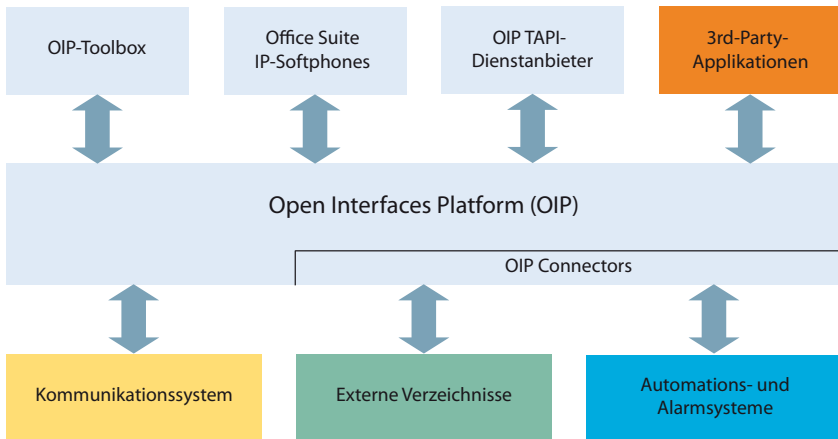 OIP-Toolbox
Office Suite
IP-Softphones
OIP TAPI-
Dienstanbieter
3rd-Party-
Applikationen
Open Interfaces Platform (OIP)
OIP Connectors
Kommunikationssystem
Externe Verzeichnisse
Automations- und
Alarmsysteme